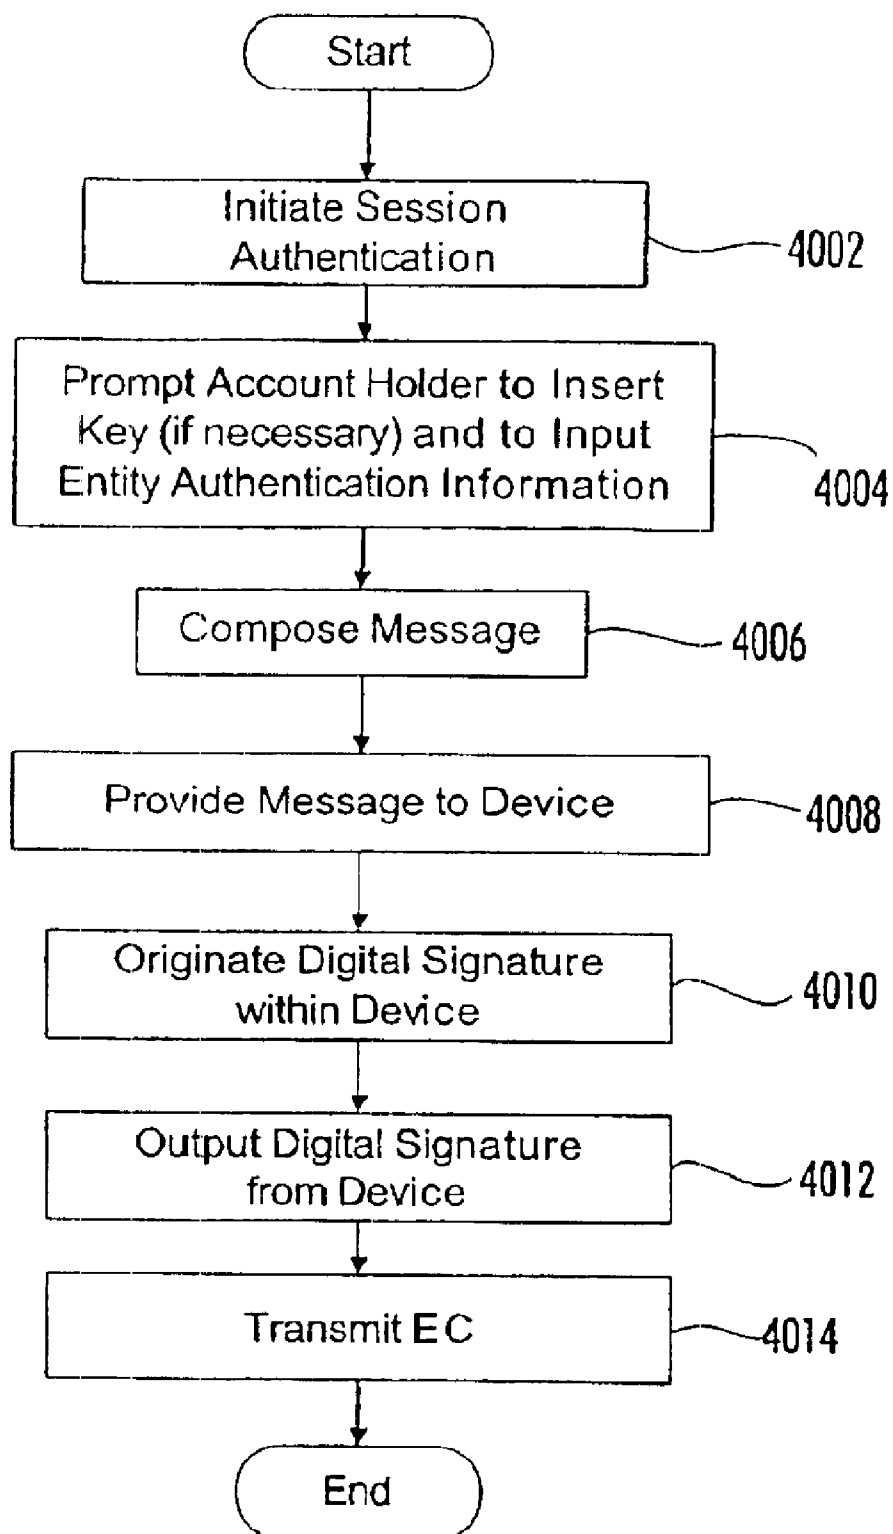 Start
Initiate Session
Authentication
4002
Prompt Account Holder to Insert
Key (if necessary) and to Input
Entity Authentication Information
4004
Compose Message
4006
Provide Message to Device
4008
Originate Digital Signature
within Device
4010
Output Digital Signature
from Device
4012
Transmit EC
4014
End